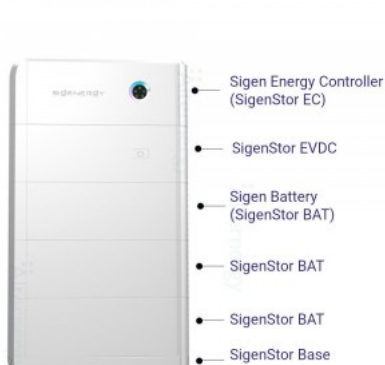 SIGENERGY
Sigen Energy Controller
(SigenStor EC)
SigenStor EVDC
Sigen Battery
(SigenStor BAT)
SigenStor BAT
SigenStor BAT
SigenStor Base